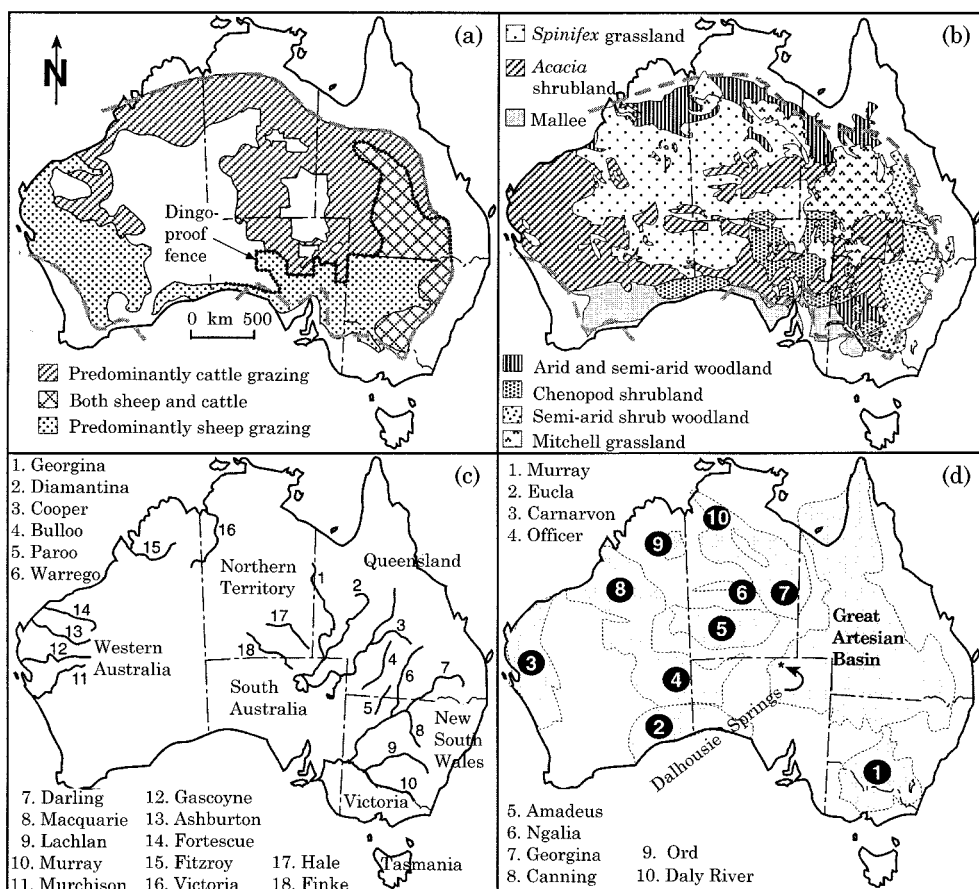 (a)
N
Dingo-
proof
fence
0 km 500
Predominantly cattle grazing
Both sheep and cattle
Predominantly sheep grazing
(b)
Spinifex grassland
Acacia
shrubland
Mallee
Arid and semi-arid woodland
Chenopod shrubland
Semi-arid shrub woodland
Mitchell grassland
(c)
1. Georgina
2. Diamantina
3. Cooper
4. Bulloo
5. Paroo
6. Warrego
16
15
Northern
Territory
Queensland
1
2
14
17
13
3
18
12
Western
Australia
4
6
7
11
South
Australia
5
8
New
South
Wales
9
10
Victoria
7. Darling
8. Macquarie
9. Lachlan
10. Murray
11. Murchison
12. Gascoyne
13. Ashburton
14. Fortescue
15. Fitzroy
16. Victoria
17. Hale
18. Finke
Tasmania
(d)
1. Murray
2. Eucla
3. Carnarvon
4. Officer
10
9
8
6
7
5
Great
Artesian
Basin
3
4
*
Dalhousie Springs
2
1
5. Amadeus
6. Ngalia
7. Georgina
8. Canning
9. Ord
10. Daly River